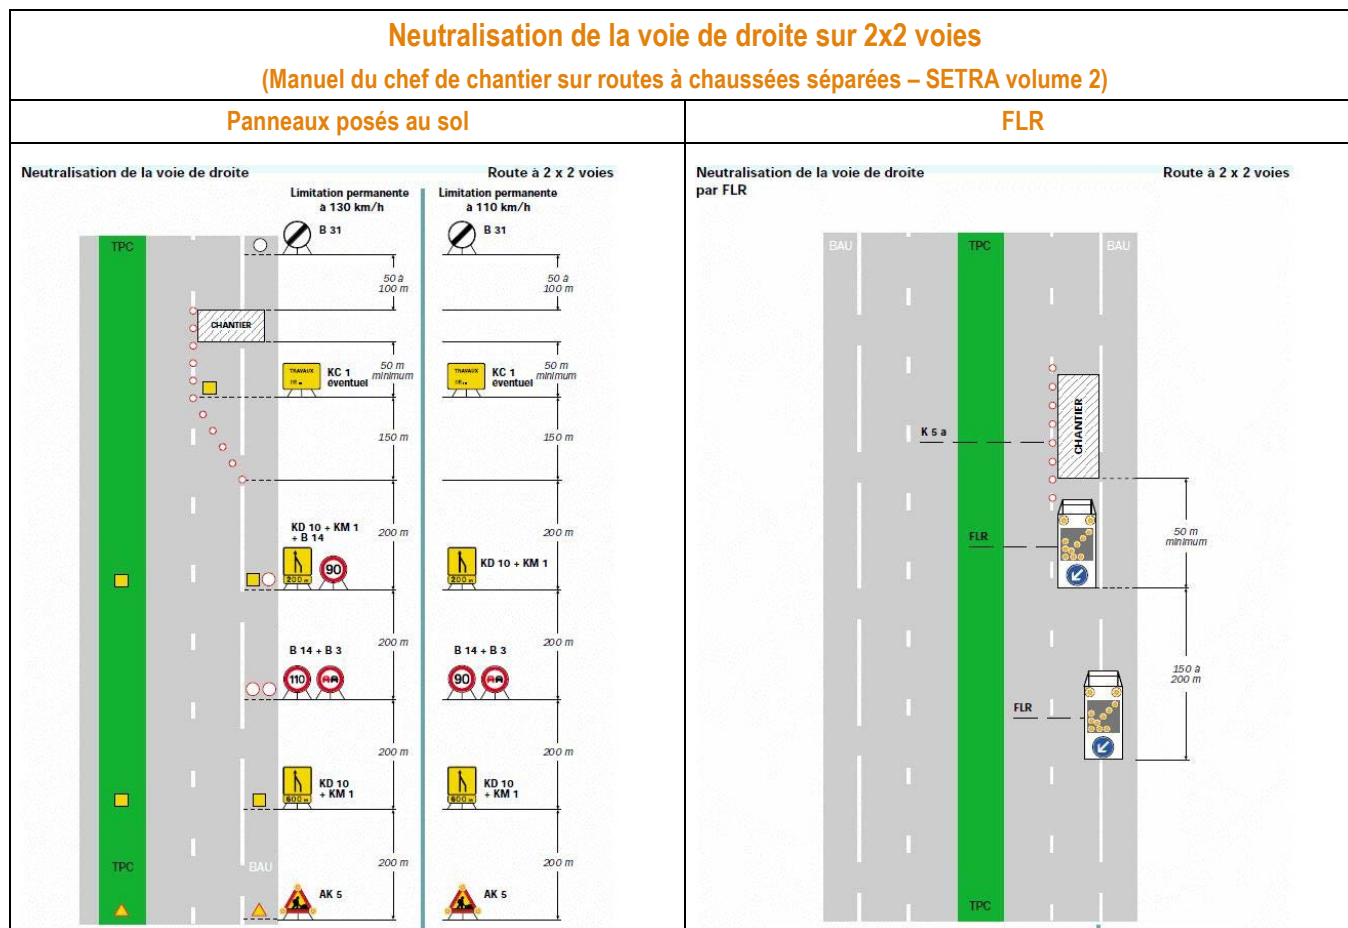 Neutralisation de la voie de droite sur 2x2 voies
(Manuel du chef de chantier sur routes à chaussées séparées – SETRA volume 2)
Panneaux posés au sol
FLR
Neutralisation de la voie de droite
Route à 2 x 2 voies
Limitation permanente
à 130 km/h
Limitation permanente
à 110 km/h
TPC
B 31
B 31
50 à
100 m
50 à
100 m
CHANTIER
TRAVAUX
KC 1
éventuel
50 m
minimum
TRAVAUX
KC 1
éventuel
50 m
minimum
150 m
150 m
KD 10 + KM 1
+ B 14
200 m
90
200 m
200 m
KD 10 + KM 1
200 m
B 14 + B 3
110
200 m
B 14 + B 3
90
200 m
600 m
KD 10
+ KM 1
200 m
600 m
KD 10
+ KM 1
200 m
TPC
BAU
AK 5
200 m
AK 5
200 m
Neutralisation de la voie de droite
par FLR
Route à 2 x 2 voies
BAU
TPC
BAU
CHANTIER
K 5 a
FLR
50 m
minimum
FLR
150 à
200 m
TPC